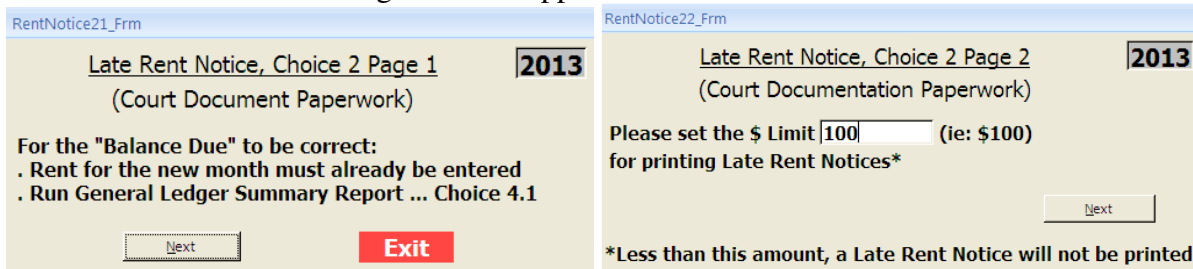 RentNotice21_Frm
Late Rent Notice, Choice 2 Page 1
2013
(Court Document Paperwork)
For the "Balance Due" to be correct:
. Rent for the new month must already be entered
. Run General Ledger Summary Report ... Choice 4.1
Next
Exit
RentNotice22_Frm
Late Rent Notice, Choice 2 Page 2
2013
(Court Documentation Paperwork)
Please set the $ Limit 100 (ie: $100)
for printing Late Rent Notices*
Next
*Less than this amount, a Late Rent Notice will not be printed